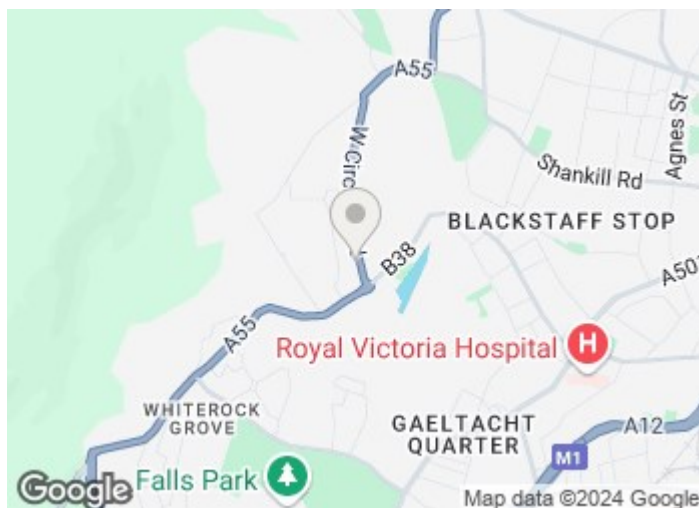 A55
W Circ
Agnes St
Shankill Rd
BLACKSTAFF STOP
B38
A501
A55
Royal Victoria Hospital
H
WHITEROCK
GROVE
GAELTACHT
QUARTER
A12
M1
Falls Park
Google
Map data ©2024 Google